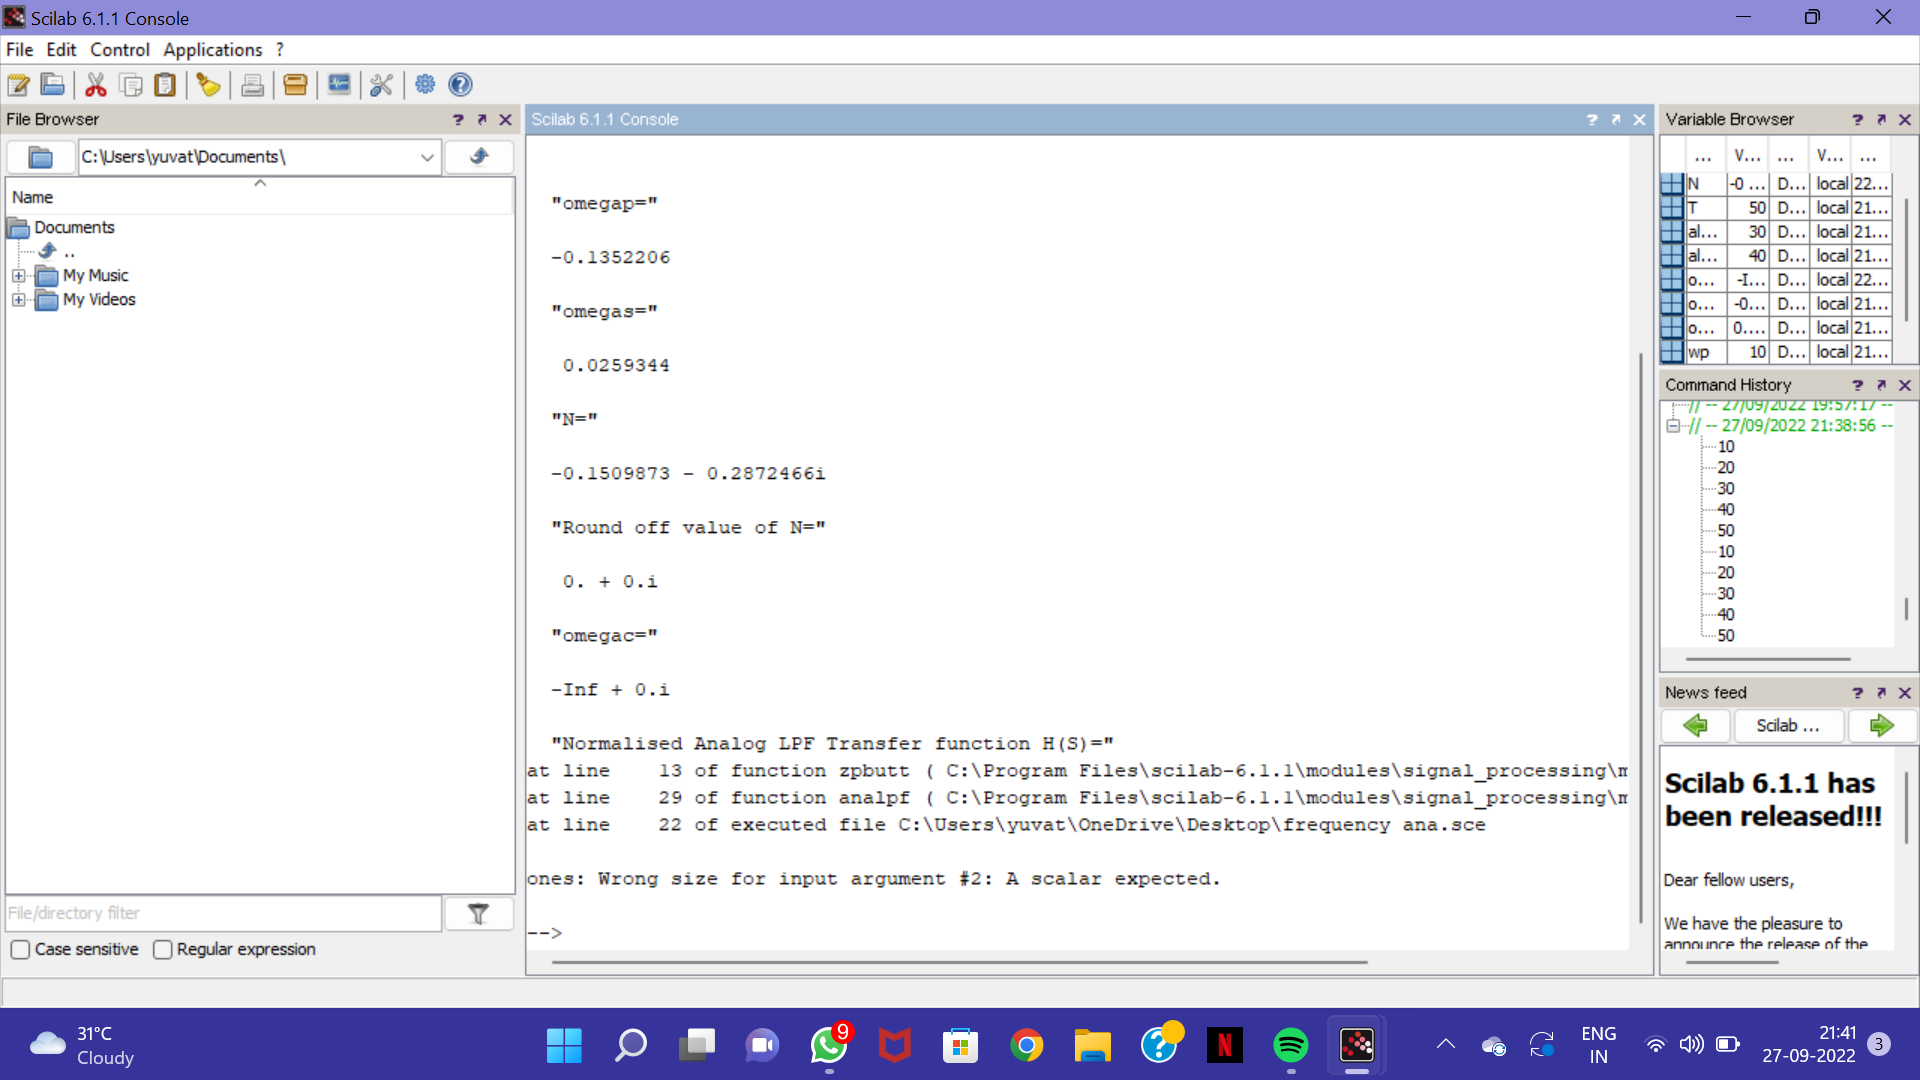 Scilab 6.1.1 Console
File Edit Control Applications ?
File Browser ?
C:\Users\yuvat\Documents\
Name
Documents
..
My Music
My Videos
File/directory filter
Case sensitive Regular expression
Scilab 6.1.1 Console ?
"omegap="
-0.1352206
"omegas="
0.0259344
"N="
-0.1509873 - 0.2872466i
"Round off value of N="
0. + 0.i
"omegac="
-Inf + 0.i
"Normalised Analog LPF Transfer function H(S)="
at line 13 of function zpbutt ( C:\Program Files\scilab-6.1.1\modules\signal_processing\m
at line 29 of function analpf ( C:\Program Files\scilab-6.1.1\modules\signal_processing\m
at line 22 of executed file C:\Users\yuvat\OneDrive\Desktop\frequency ana.sce
ones: Wrong size for input argument #2: A scalar expected.
-->
Variable Browser ?
... V... ... V... ...
N -0 ... D... local 22...
T 50 D... local 21...
al... 30 D... local 21...
al... 40 D... local 21...
o... -I... D... local 22...
o... -0... D... local 21...
o... 0.... D... local 21...
wp 10 D... local 21...
Command History ?
// -- 27/09/2022 19:57:17 --
// -- 27/09/2022 21:38:56 --
10
20
30
40
50
10
20
30
40
50
News feed ?
Scilab ...
Scilab 6.1.1 has
been released!!!
Dear fellow users,
We have the pleasure to
announce the release of the
31°C
Cloudy
9
N
ENG
IN
21:41
27-09-2022
3